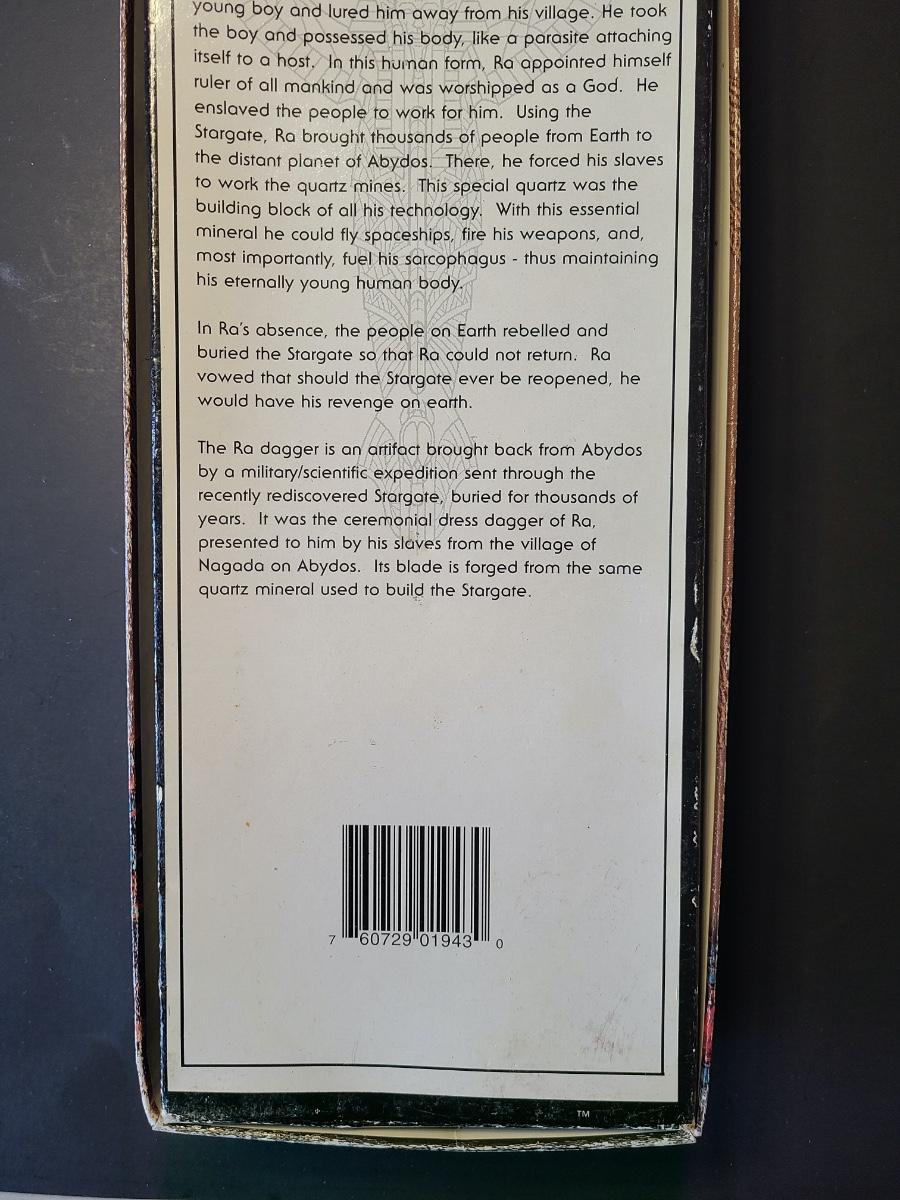 young boy and lured him away from his village. He took
the boy and possessed his body, like a parasite attaching
itself to a host. In this human form, Ra appointed himself
ruler of all mankind and was worshipped as a God. He
enslaved the people to work for him. Using the
Stargate, Ra brought thousands of people from Earth to
the distant planet of Abydos. There, he forced his slaves
to work the quartz mines. This special quartz was the
building block of all his technology. With this essential
mineral he could fly spaceships, fire his weapons, and,
most importantly, fuel his sarcophagus - thus maintaining
his eternally young human body.
In Ra's absence, the people on Earth rebelled and
buried the Stargate so that Ra could not return. Ra
vowed that should the Stargate ever be reopened, he
would have his revenge on earth.
The Ra dagger is an artifact brought back from Abydos
by a military/scientific expedition sent through the
recently rediscovered Stargate, buried for thousands of
years. It was the ceremonial dress dagger of Ra,
presented to him by his slaves from the village of
Nagada on Abydos. Its blade is forged from the same
quartz mineral used to build the Stargate.
7 60729 01943 0
TM